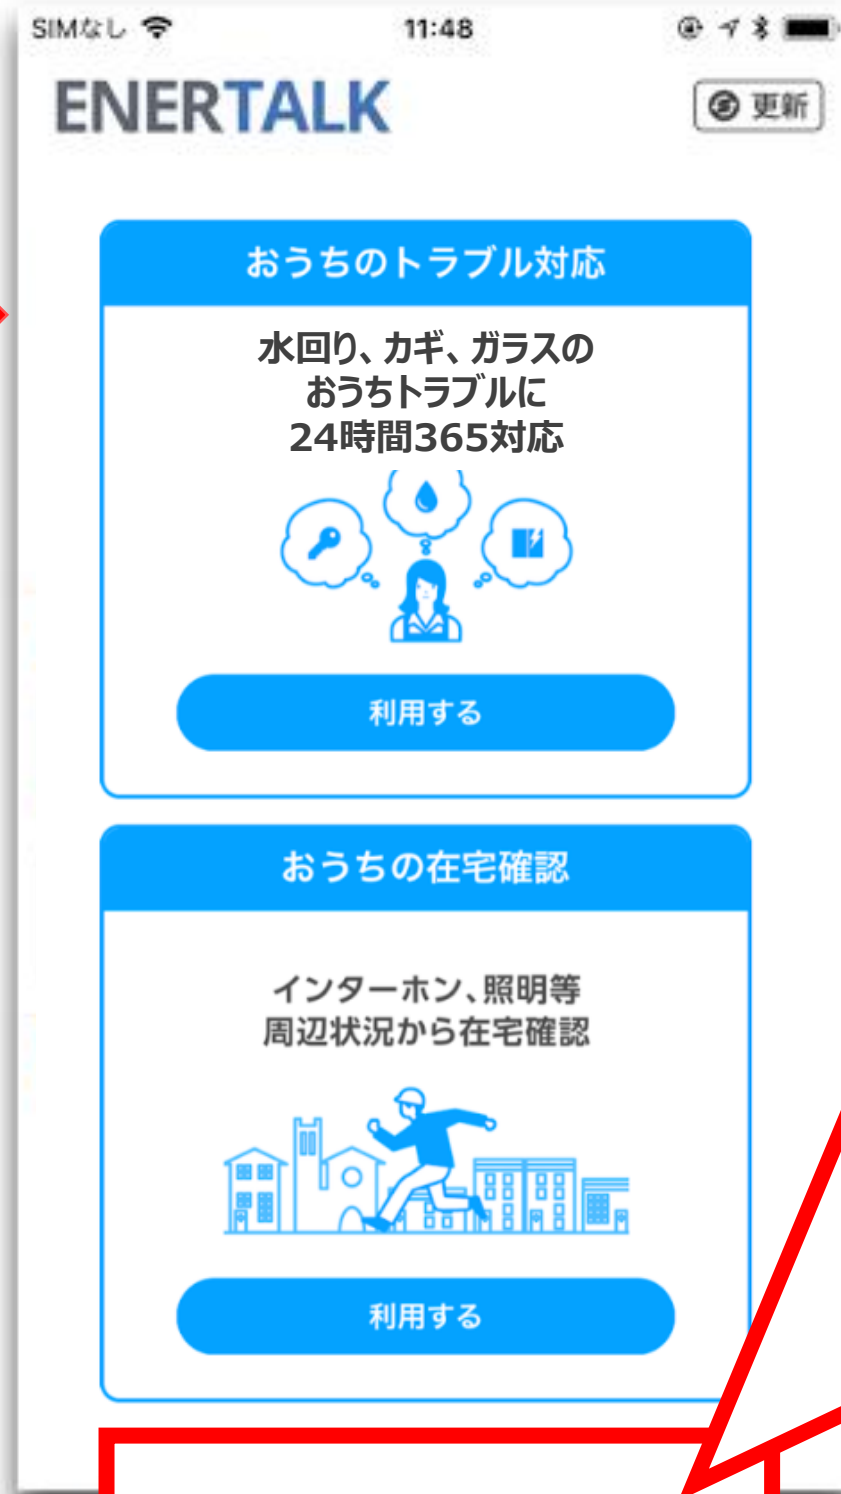 SIMなし 11:48
ENERTALK
更新
おうちのトラブル対応
水回り、カギ、ガラスの
おうちトラブルに
24時間365対応
利用する
おうちの在宅確認
インターホン、照明等
周辺状況から在宅確認
利用する